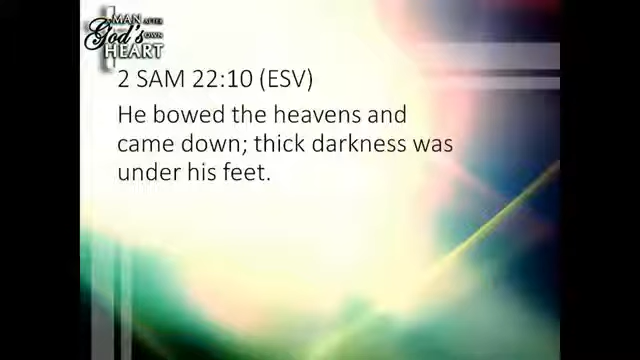 A MAN AFTER
God's OWN
HEART
2 SAM 22:10 (ESV)
He bowed the heavens and
came down; thick darkness was
under his feet.